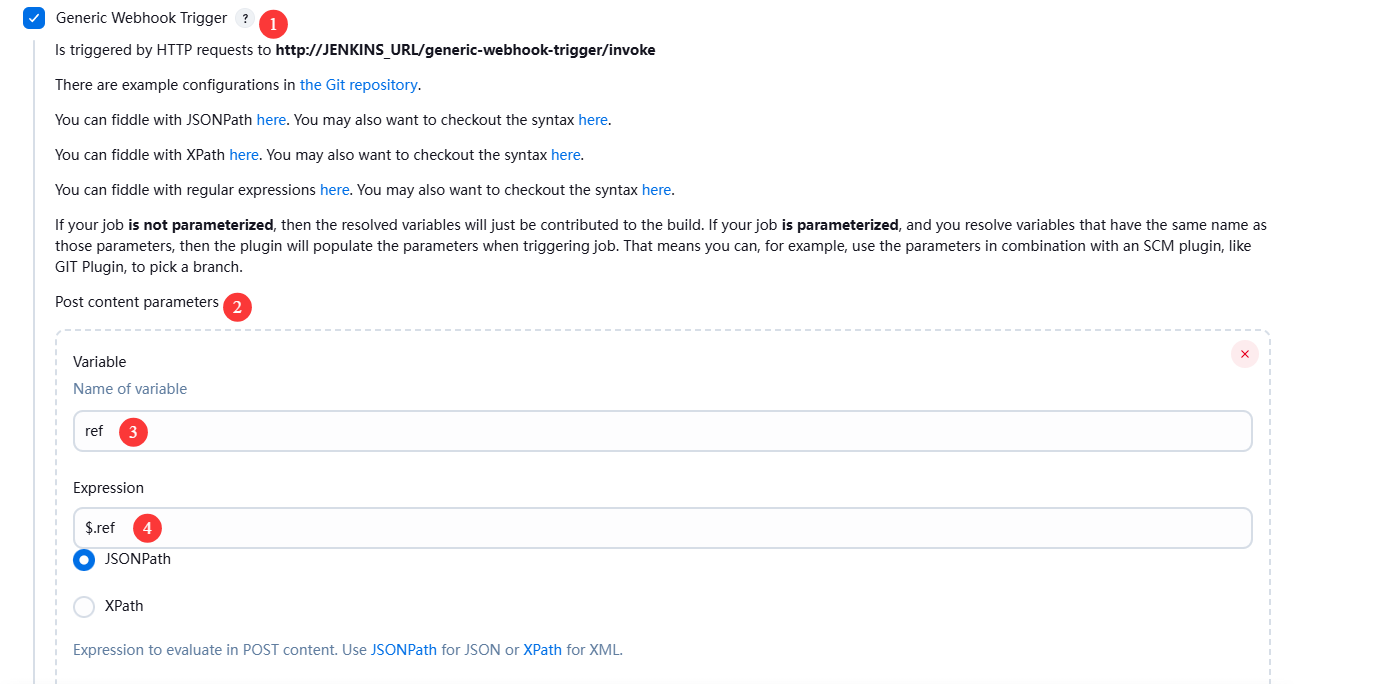 Generic Webhook Trigger ? 1
Is triggered by HTTP requests to http://JENKINS_URL/generic-webhook-trigger/invoke
There are example configurations in the Git repository.
You can fiddle with JSONPath here. You may also want to checkout the syntax here.
You can fiddle with XPath here. You may also want to checkout the syntax here.
You can fiddle with regular expressions here. You may also want to checkout the syntax here.
If your job is not parameterized, then the resolved variables will just be contributed to the build. If your job is parameterized, and you resolve variables that have the same name as
those parameters, then the plugin will populate the parameters when triggering job. That means you can, for example, use the parameters in combination with an SCM plugin, like
GIT Plugin, to pick a branch.
Post content parameters 2
Variable
Name of variable
ref 3
Expression
$.ref 4
JSONPath
XPath
Expression to evaluate in POST content. Use JSONPath for JSON or XPath for XML.